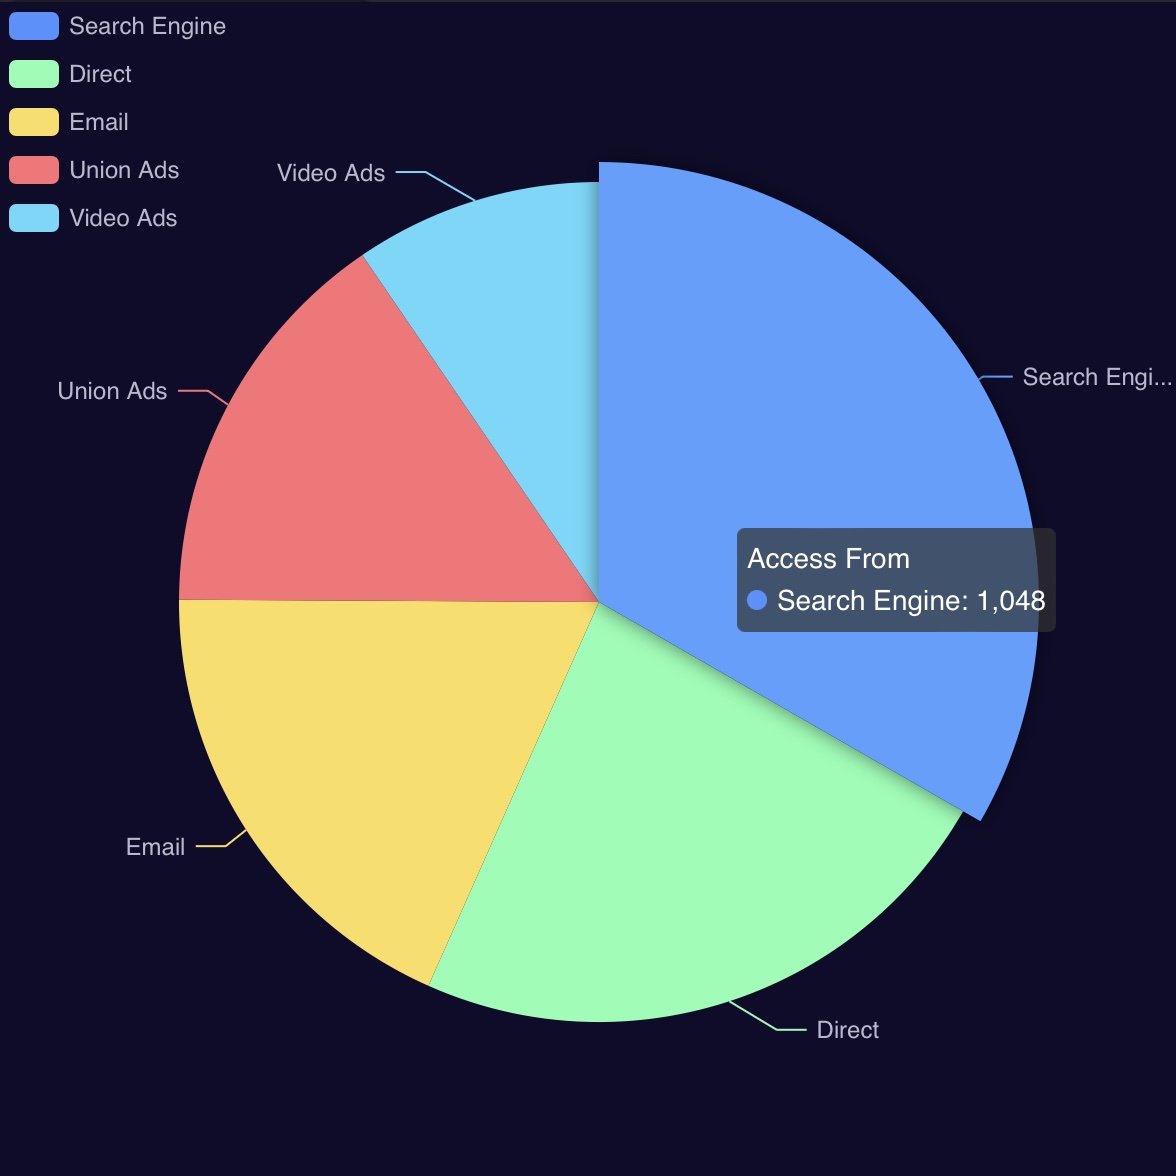 Search Engine
Direct
Email
Union Ads
Video Ads
Video Ads
Search Engi...
Union Ads
Access From
Search Engine: 1,048
Email
Direct